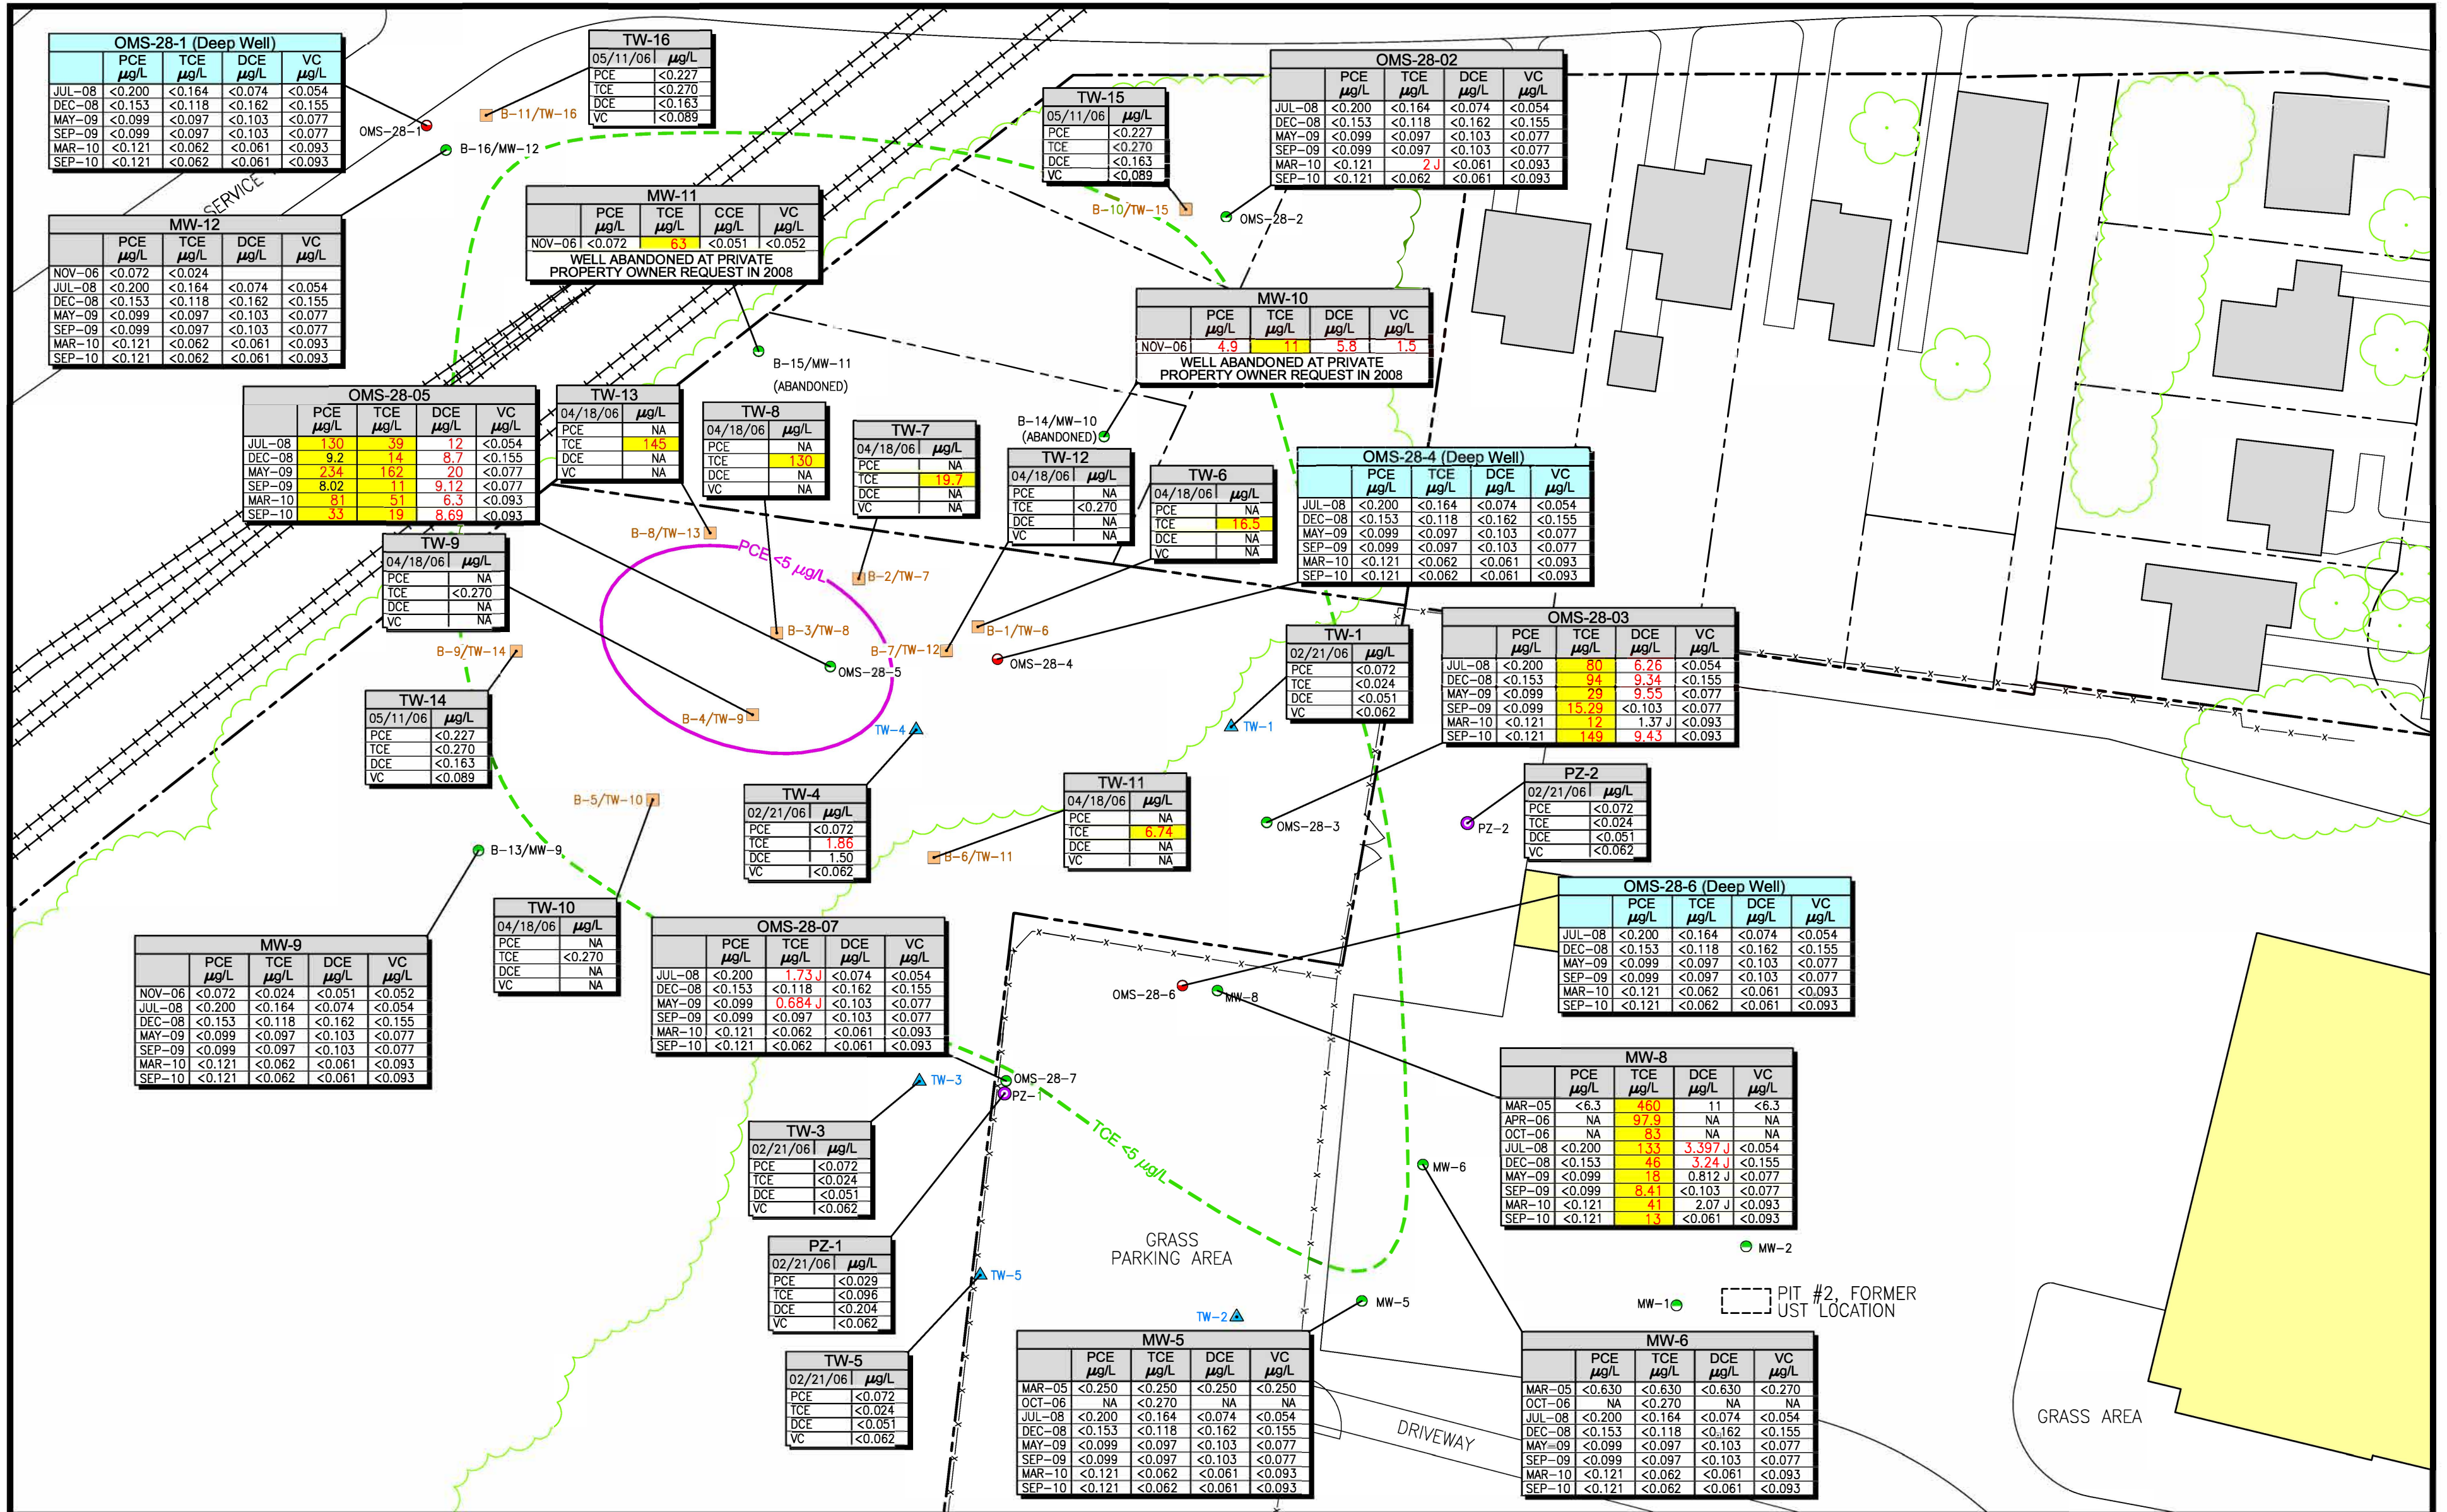 OMS-28-1 (Deep Well)
PCE TCE DCE VC
µg/L µg/L µg/L µg/L
JUL-08 <0.200 <0.164 <0.074 <0.054
DEC-08 <0.153 <0.118 <0.162 <0.155
MAY-09 <0.099 <0.097 <0.103 <0.077
SEP-09 <0.099 <0.097 <0.103 <0.077
MAR-10 <0.121 <0.062 <0.061 <0.093
SEP-10 <0.121 <0.062 <0.061 <0.093
TW-16
05/11/06 µg/L
PCE <0.227
TCE <0.270
DCE <0.163
VC <0.089
OMS-28-1
B-11/TW-16
B-16/MW-12
SERVICE
TW-15
05/11/06 µg/L
PCE <0.227
TCE <0.270
DCE <0.163
VC <0.089
B-10/TW-15
OMS-28-02
PCE TCE DCE VC
µg/L µg/L µg/L µg/L
JUL-08 <0.200 <0.164 <0.074 <0.054
DEC-08 <0.153 <0.118 <0.162 <0.155
MAY-09 <0.099 <0.097 <0.103 <0.077
SEP-09 <0.099 <0.097 <0.103 <0.077
MAR-10 <0.121 2 J <0.061 <0.093
SEP-10 <0.121 <0.062 <0.061 <0.093
OMS-28-2
MW-12
PCE TCE DCE VC
µg/L µg/L µg/L µg/L
NOV-06 <0.072 <0.024
JUL-08 <0.200 <0.164 <0.074 <0.054
DEC-08 <0.153 <0.118 <0.162 <0.155
MAY-09 <0.099 <0.097 <0.103 <0.077
SEP-09 <0.099 <0.097 <0.103 <0.077
MAR-10 <0.121 <0.062 <0.061 <0.093
SEP-10 <0.121 <0.062 <0.061 <0.093
MW-11
PCE TCE CCE VC
µg/L µg/L µg/L µg/L
NOV-06 <0.072 63 <0.051 <0.052
WELL ABANDONED AT PRIVATE
PROPERTY OWNER REQUEST IN 2008
B-15/MW-11
(ABANDONED)
MW-10
PCE TCE DCE VC
µg/L µg/L µg/L µg/L
NOV-06 4.9 11 5.8 1.5
WELL ABANDONED AT PRIVATE
PROPERTY OWNER REQUEST IN 2008
B-14/MW-10
(ABANDONED)
OMS-28-05
PCE TCE DCE VC
µg/L µg/L µg/L µg/L
JUL-08 130 39 12 <0.054
DEC-08 9.2 14 8.7 <0.155
MAY-09 234 162 20 <0.077
SEP-09 8.02 11 9.12 <0.077
MAR-10 81 51 6.3 <0.093
SEP-10 33 19 8.69 <0.093
TW-13
04/18/06 µg/L
PCE NA
TCE 145
DCE NA
VC NA
TW-8
04/18/06 µg/L
PCE NA
TCE 130
DCE NA
VC NA
TW-7
04/18/06 µg/L
PCE NA
TCE 19.7
DCE NA
VC NA
TW-12
04/18/06 µg/L
PCE NA
TCE <0.270
DCE NA
VC NA
TW-6
04/18/06 µg/L
PCE NA
TCE 16.5
DCE NA
VC NA
OMS-28-4 (Deep Well)
PCE TCE DCE VC
µg/L µg/L µg/L µg/L
JUL-08 <0.200 <0.164 <0.074 <0.054
DEC-08 <0.153 <0.118 <0.162 <0.155
MAY-09 <0.099 <0.097 <0.103 <0.077
SEP-09 <0.099 <0.097 <0.103 <0.077
MAR-10 <0.121 <0.062 <0.061 <0.093
SEP-10 <0.121 <0.062 <0.061 <0.093
TW-9
04/18/06 µg/L
PCE NA
TCE <0.270
DCE NA
VC NA
B-8/TW-13
PCE <5 µg/L
B-2/TW-7
B-3/TW-8
B-7/TW-12
B-1/TW-6
OMS-28-4
OMS-28-5
B-9/TW-14
B-4/TW-9
TW-4
TW-1
02/21/06 µg/L
PCE <0.072
TCE <0.024
DCE <0.051
VC <0.062
TW-1
OMS-28-03
PCE TCE DCE VC
µg/L µg/L µg/L µg/L
JUL-08 <0.200 80 6.26 <0.054
DEC-08 <0.153 94 9.34 <0.155
MAY-09 <0.099 29 9.55 <0.077
SEP-09 <0.099 15.29 <0.103 <0.077
MAR-10 <0.121 12 1.37 J <0.093
SEP-10 <0.121 149 9.43 <0.093
TW-14
05/11/06 µg/L
PCE <0.227
TCE <0.270
DCE <0.163
VC <0.089
B-5/TW-10
TW-4
02/21/06 µg/L
PCE <0.072
TCE 1.86
DCE 1.50
VC <0.062
TW-11
04/18/06 µg/L
PCE NA
TCE 6.74
DCE NA
VC NA
B-6/TW-11
OMS-28-3
PZ-2
PZ-2
02/21/06 µg/L
PCE <0.072
TCE <0.024
DCE <0.051
VC <0.062
B-13/MW-9
TW-10
04/18/06 µg/L
PCE NA
TCE <0.270
DCE NA
VC NA
OMS-28-6 (Deep Well)
PCE TCE DCE VC
µg/L µg/L µg/L µg/L
JUL-08 <0.200 <0.164 <0.074 <0.054
DEC-08 <0.153 <0.118 <0.162 <0.155
MAY-09 <0.099 <0.097 <0.103 <0.077
SEP-09 <0.099 <0.097 <0.103 <0.077
MAR-10 <0.121 <0.062 <0.061 <0.093
SEP-10 <0.121 <0.062 <0.061 <0.093
MW-9
PCE TCE DCE VC
µg/L µg/L µg/L µg/L
NOV-06 <0.072 <0.024 <0.051 <0.052
JUL-08 <0.200 <0.164 <0.074 <0.054
DEC-08 <0.153 <0.118 <0.162 <0.155
MAY-09 <0.099 <0.097 <0.103 <0.077
SEP-09 <0.099 <0.097 <0.103 <0.077
MAR-10 <0.121 <0.062 <0.061 <0.093
SEP-10 <0.121 <0.062 <0.061 <0.093
OMS-28-07
PCE TCE DCE VC
µg/L µg/L µg/L µg/L
JUL-08 <0.200 1.73 J <0.074 <0.054
DEC-08 <0.153 <0.118 <0.162 <0.155
MAY-09 <0.099 0.684 J <0.103 <0.077
SEP-09 <0.099 <0.097 <0.103 <0.077
MAR-10 <0.121 <0.062 <0.061 <0.093
SEP-10 <0.121 <0.062 <0.061 <0.093
OMS-28-6
MW-8
OMS-28-7
PZ-1
TW-3
MW-8
PCE TCE DCE VC
µg/L µg/L µg/L µg/L
MAR-05 <6.3 460 11 <6.3
APR-06 NA 97.9 NA NA
OCT-06 NA 83 NA NA
JUL-08 <0.200 133 3.397 J <0.054
DEC-08 <0.153 46 3.24 J <0.155
MAY-09 <0.099 18 0.812 J <0.077
SEP-09 <0.099 8.41 <0.103 <0.077
MAR-10 <0.121 41 2.07 J <0.093
SEP-10 <0.121 13 <0.061 <0.093
TW-3
02/21/06 µg/L
PCE <0.072
TCE <0.024
DCE <0.051
VC <0.062
TCE <5 µg/L
MW-6
PZ-1
02/21/06 µg/L
PCE <0.029
TCE <0.096
DCE <0.204
VC <0.062
GRASS
PARKING AREA
MW-2
TW-5
TW-2
MW-5
MW-1
PIT #2, FORMER
UST LOCATION
TW-5
02/21/06 µg/L
PCE <0.072
TCE <0.024
DCE <0.051
VC <0.062
MW-5
PCE TCE DCE VC
µg/L µg/L µg/L µg/L
MAR-05 <0.250 <0.250 <0.250 <0.250
OCT-06 NA <0.270 NA NA
JUL-08 <0.200 <0.164 <0.074 <0.054
DEC-08 <0.153 <0.118 <0.162 <0.155
MAY-09 <0.099 <0.097 <0.103 <0.077
SEP-09 <0.099 <0.097 <0.103 <0.077
MAR-10 <0.121 <0.062 <0.061 <0.093
SEP-10 <0.121 <0.062 <0.061 <0.093
DRIVEWAY
MW-6
PCE TCE DCE VC
µg/L µg/L µg/L µg/L
MAR-05 <0.630 <0.630 <0.630 <0.270
OCT-06 NA <0.270 NA NA
JUL-08 <0.200 <0.164 <0.074 <0.054
DEC-08 <0.153 <0.118 <0.162 <0.155
MAY-09 <0.099 <0.097 <0.103 <0.077
SEP-09 <0.099 <0.097 <0.103 <0.077
MAR-10 <0.121 <0.062 <0.061 <0.093
SEP-10 <0.121 <0.062 <0.061 <0.093
GRASS AREA